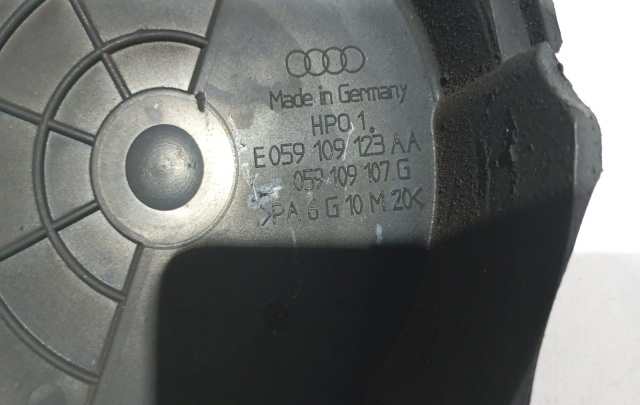 Made in Germany
HPO 1,
E 059 109 123 AA
059 109 107 G
>PA 6 G 10 M 20<